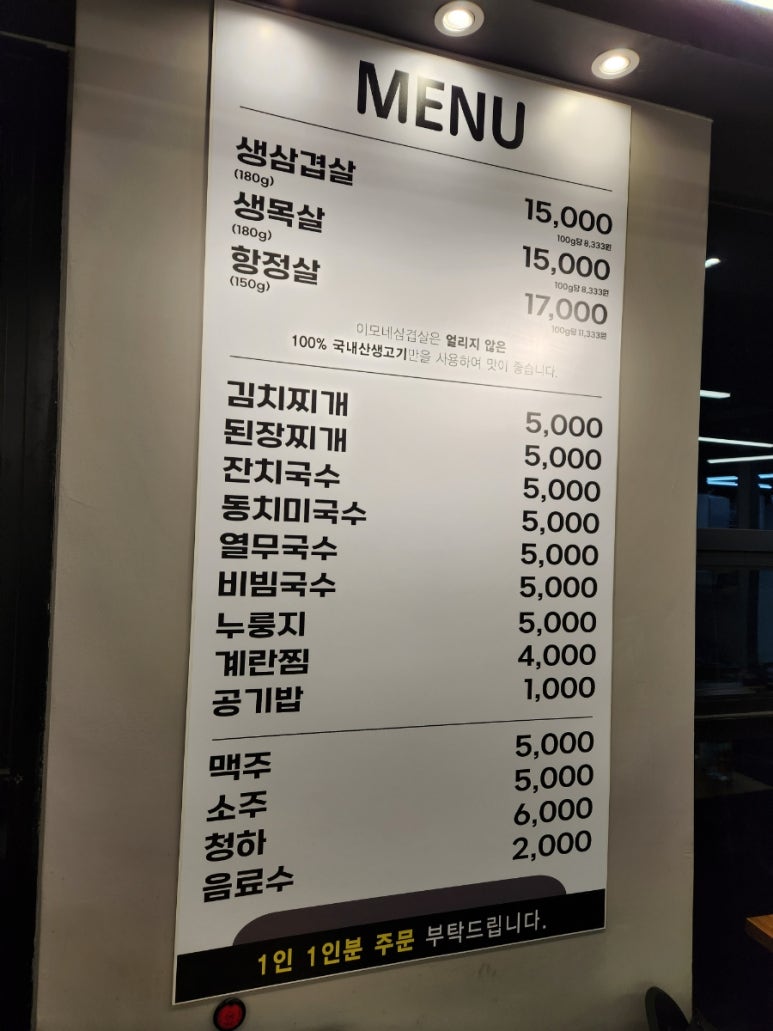 MENU
생삼겹살 15,000
(180g) 100g당 8,333원
생목살 15,000
(180g) 100g당 8,333원
항정살 17,000
(150g) 100g당 11,333원
이모네삼겹살은 얼리지 않은
100% 국내산생고기만을 사용하여 맛이 좋습니다.
김치찌개 5,000
된장찌개 5,000
잔치국수 5,000
동치미국수 5,000
열무국수 5,000
비빔국수 5,000
누룽지 5,000
계란찜 4,000
공기밥 1,000
맥주 5,000
소주 5,000
청하 6,000
음료수 2,000
1인 1인분 주문 부탁드립니다.